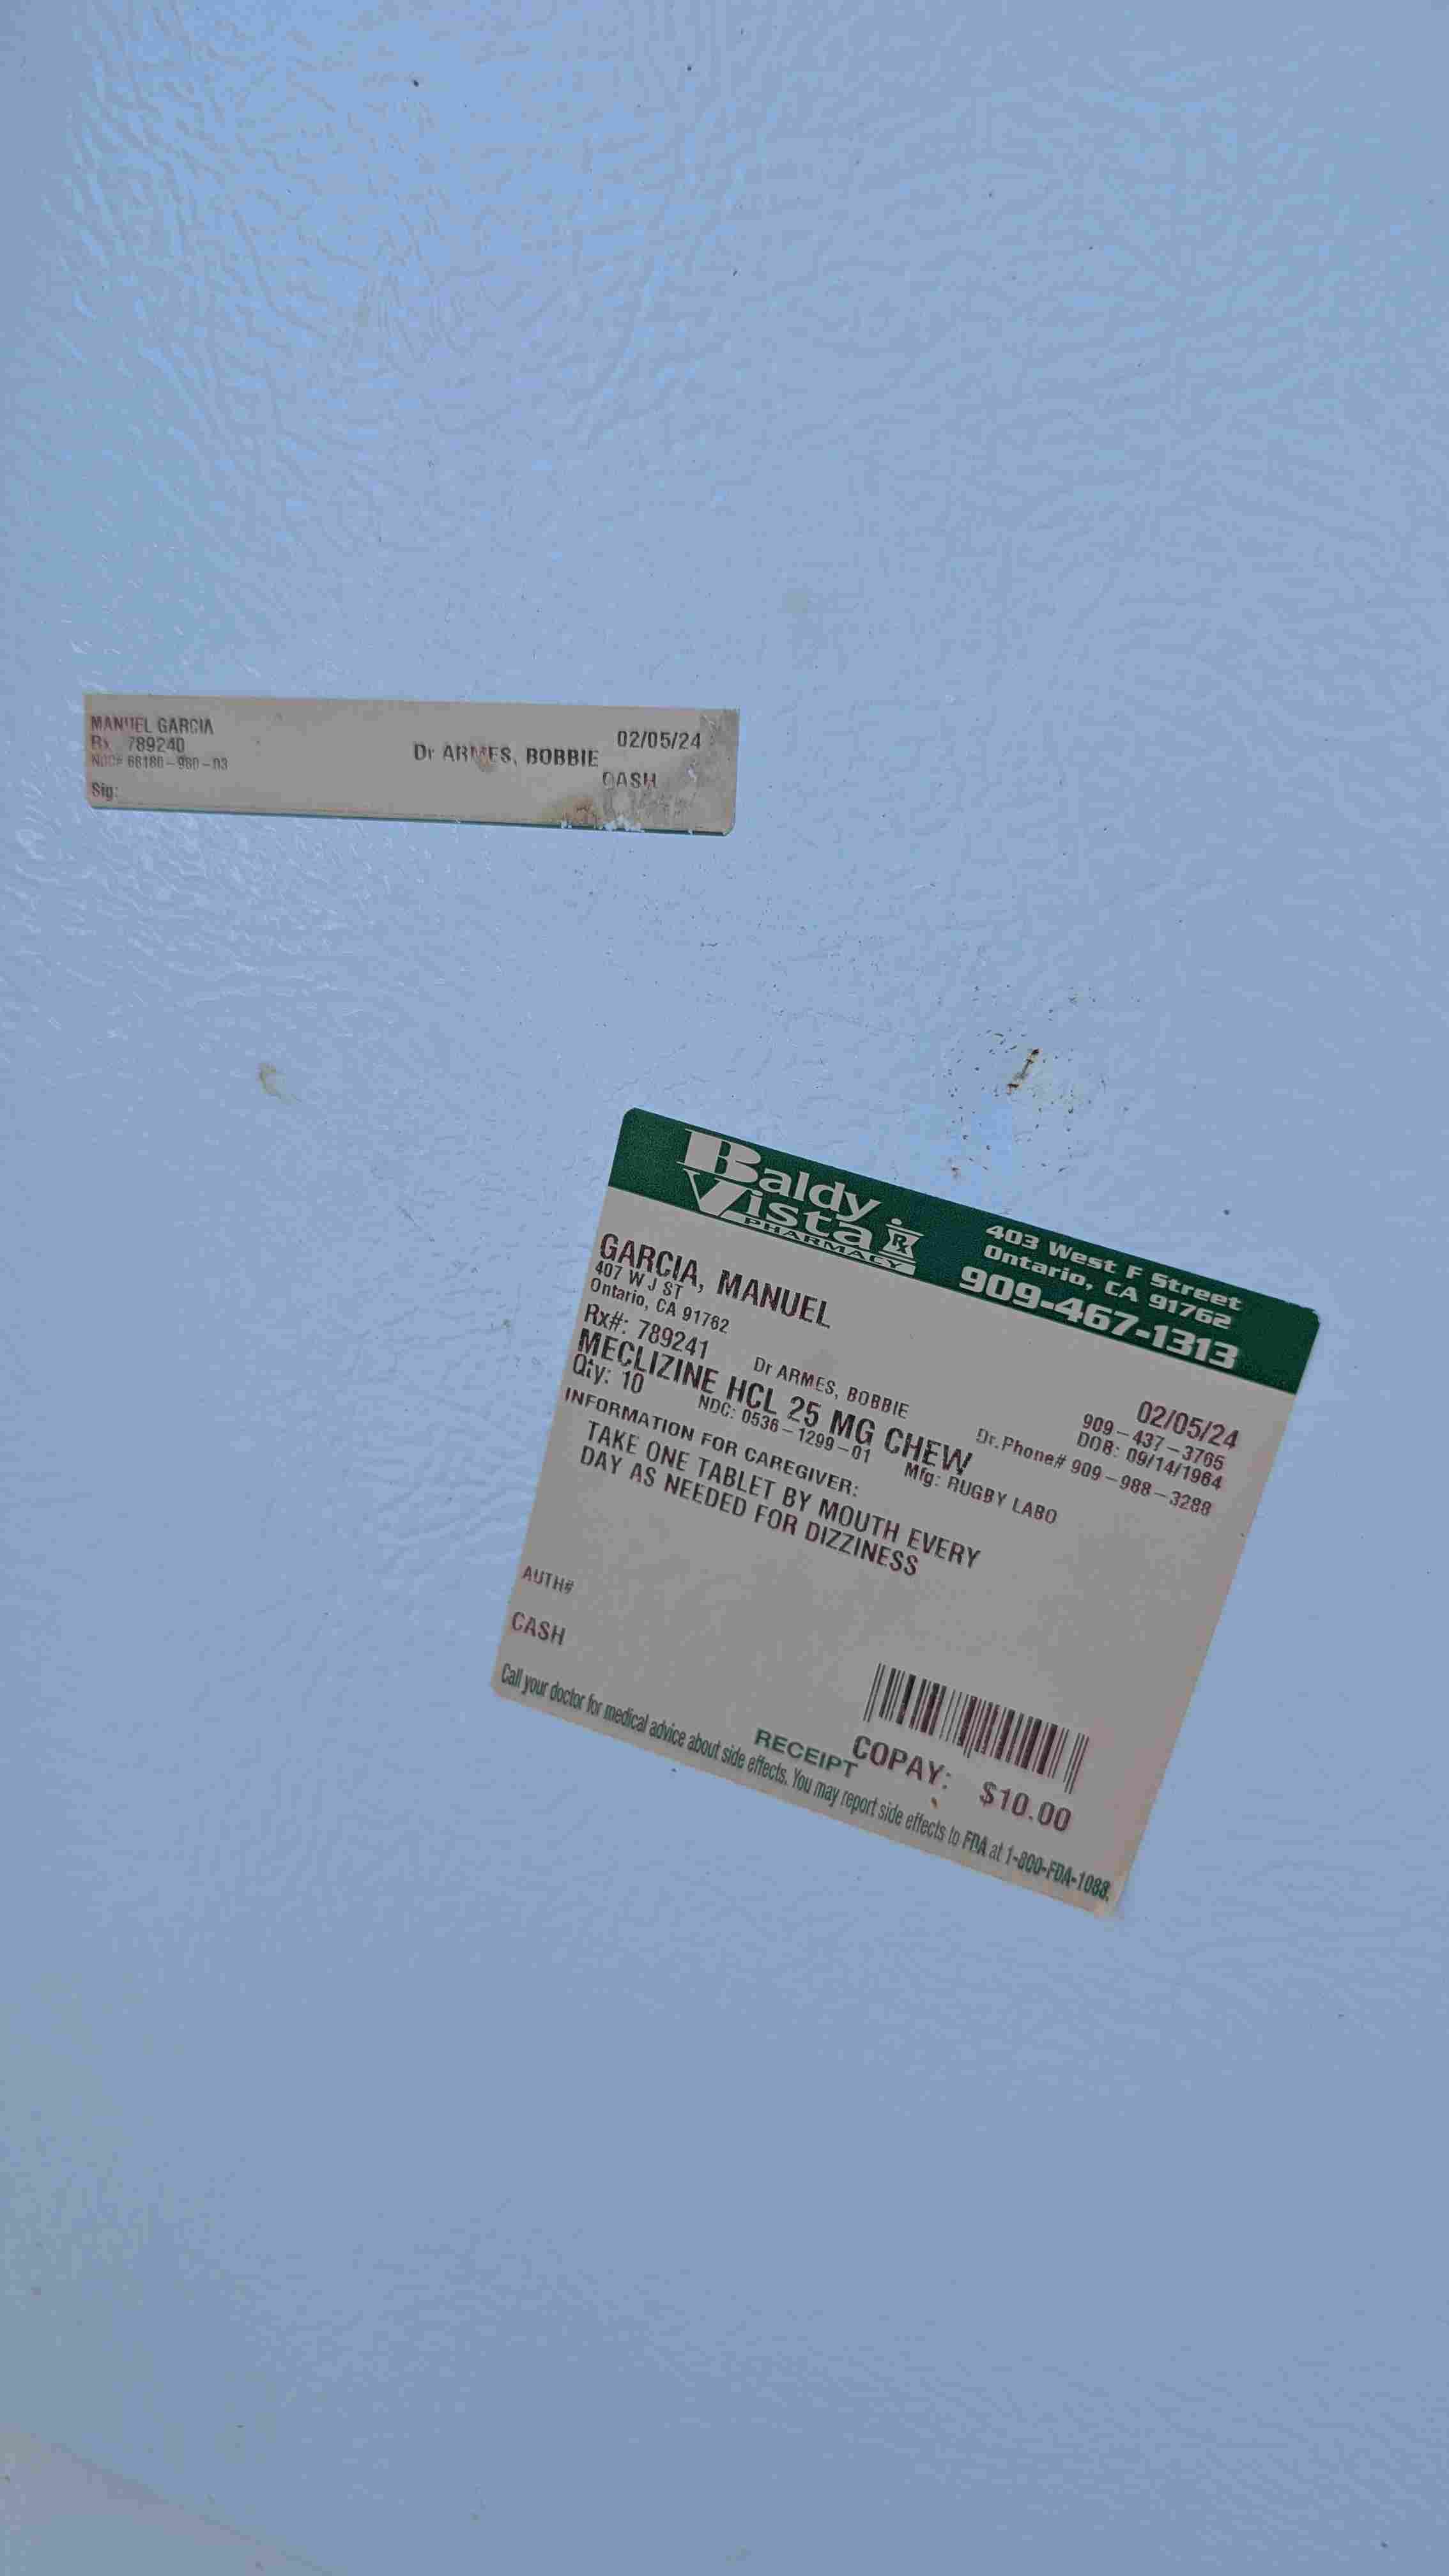 MANUEL GARCIA
Rx 789240
NDC# 68180-980-03
Sig:
Dr ARMES, BOBBIE
02/05/24
CASH
Baldy Vista Rx
PHARMACY
403 West F Street
Ontario, CA 91762
909-467-1313
GARCIA, MANUEL
407 W J ST
Ontario, CA 91762
02/05/24
909-437-3765
DOB: 09/14/1964
Rx#: 789241 Dr ARMES, BOBBIE Dr.Phone# 909-988-3288
MECLIZINE HCL 25 MG CHEW
Qty: 10 NDC: 0536-1299-01 Mfg: RUGBY LABO
INFORMATION FOR CAREGIVER:
TAKE ONE TABLET BY MOUTH EVERY
DAY AS NEEDED FOR DIZZINESS
AUTH#
CASH
COPAY: $10.00
RECEIPT
Call your doctor for medical advice about side effects. You may report side effects to FDA at 1-800-FDA-1088.